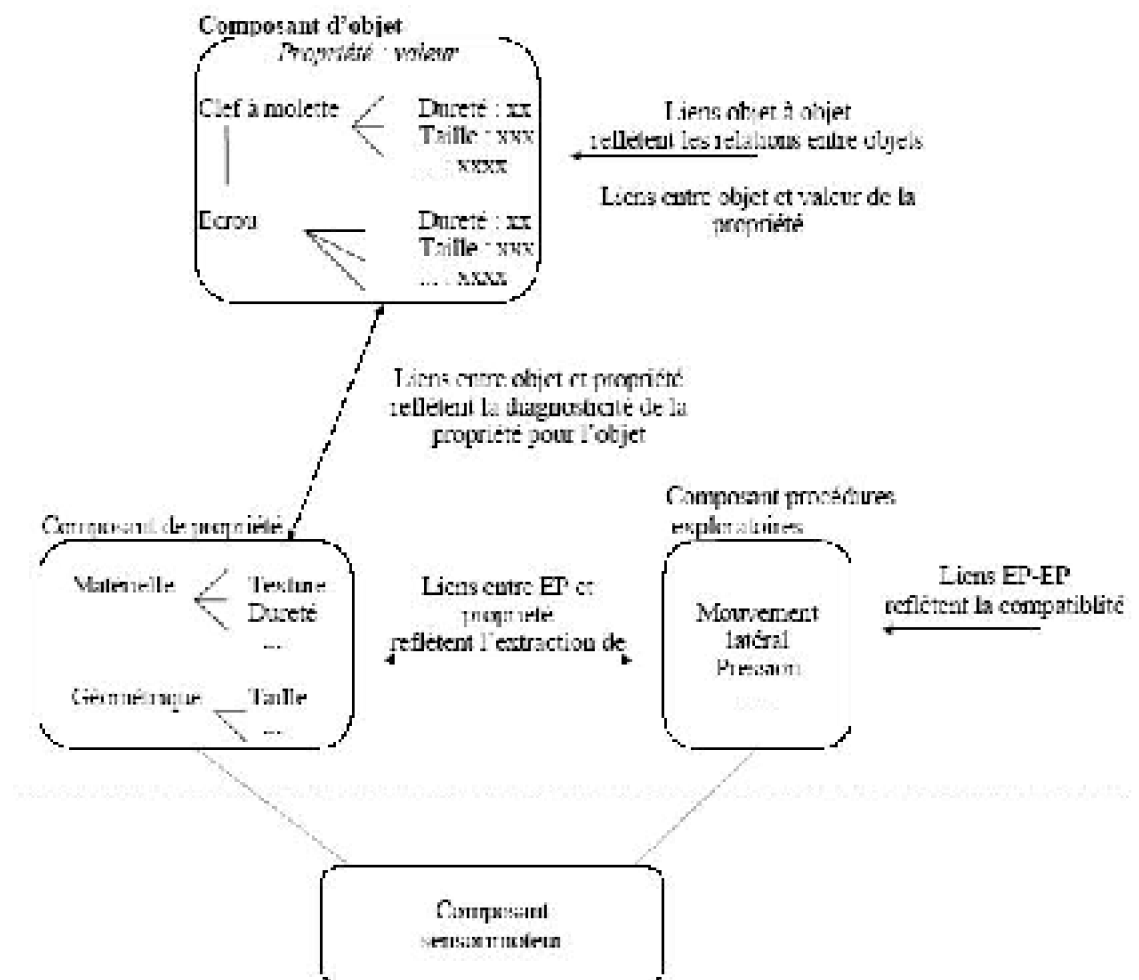 Composant d'objet
Propriété : valeur
Clef à molette
Dureté : xx
Taille : xxx
... : xxxx
Liens objet à objet
reflètent les relations entre objets
Liens entre objet et valeur de la
propriété
Ecrou
Dureté : xx
Taille : xxx
... : xxxx
Liens entre objet et propriété
reflètent la diagnosticité de la
propriété pour l'objet
Composant de propriété
Matérielle
Texture
Dureté
...
Géométrique
Taille
...
Liens entre EP et
propriété
reflètent l'extraction de
Composant procédures
exploratoires
Mouvement
latéral
Pression
Liens EP-EP
reflètent la compatiblité
Composant
sensorimoteur